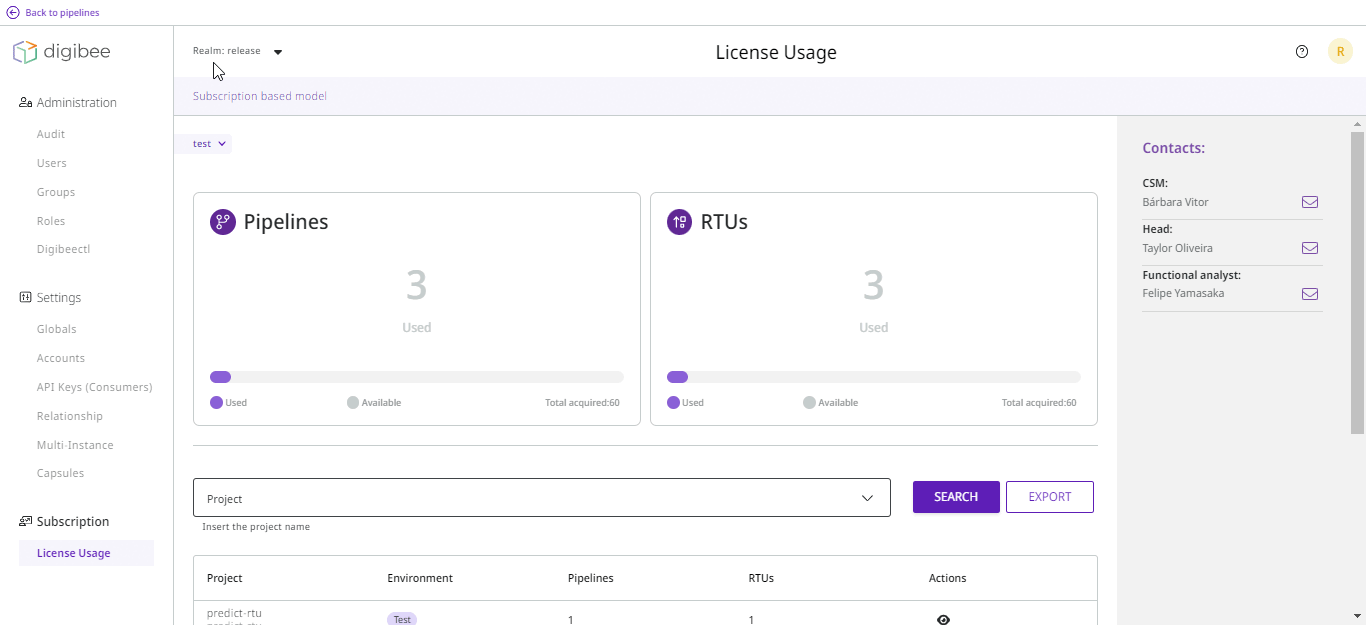 Back to pipelines
digibee
Realm: release
License Usage
R
Administration
Audit
Users
Groups
Roles
Digibeectl
Settings
Globals
Accounts
API Keys (Consumers)
Relationship
Multi-Instance
Capsules
Subscription
License Usage
Subscription based model
test
Pipelines
3
Used
Used Available Total acquired:60
RTUs
3
Used
Used Available Total acquired:60
Project
Insert the project name
SEARCH
EXPORT
Project Environment Pipelines RTUs Actions
predict-rtu Test 1 1
Contacts:
CSM:
Bárbara Vitor
Head:
Taylor Oliveira
Functional analyst:
Felipe Yamasaka